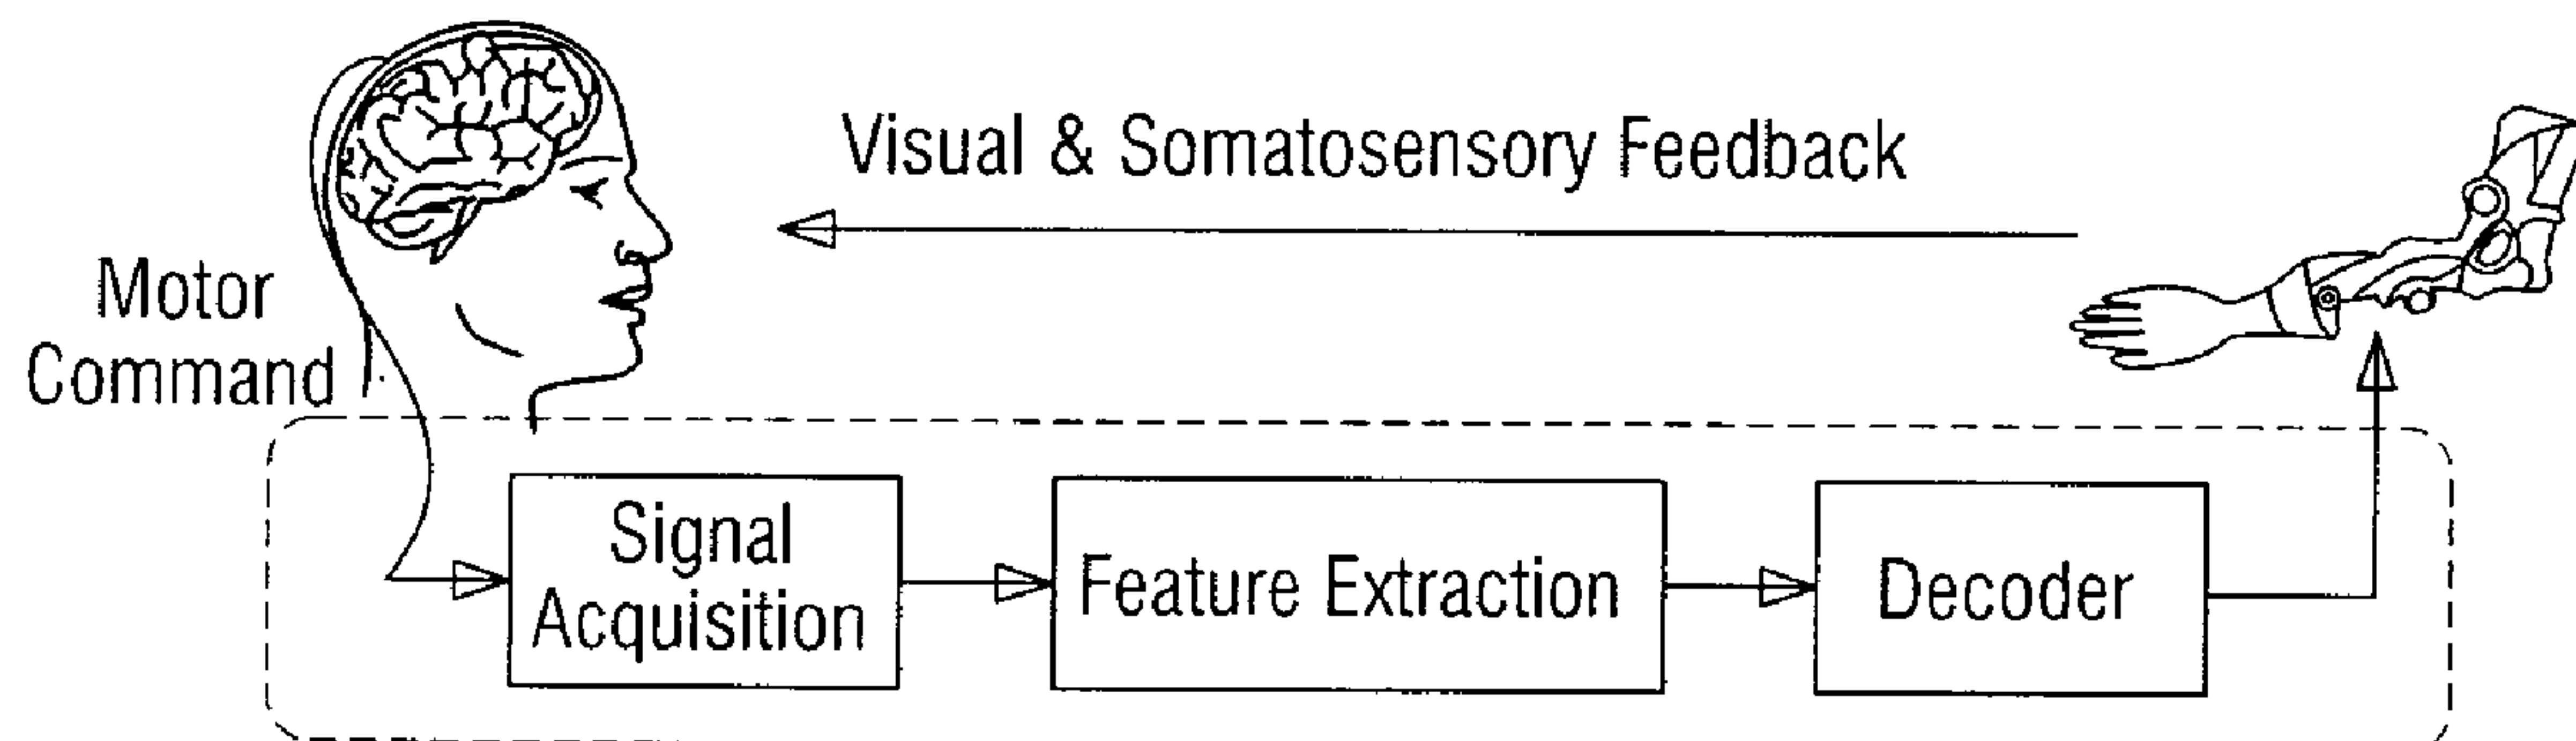 Visual & Somatosensory Feedback
Motor
Command
Signal
Acquisition
Feature Extraction
Decoder